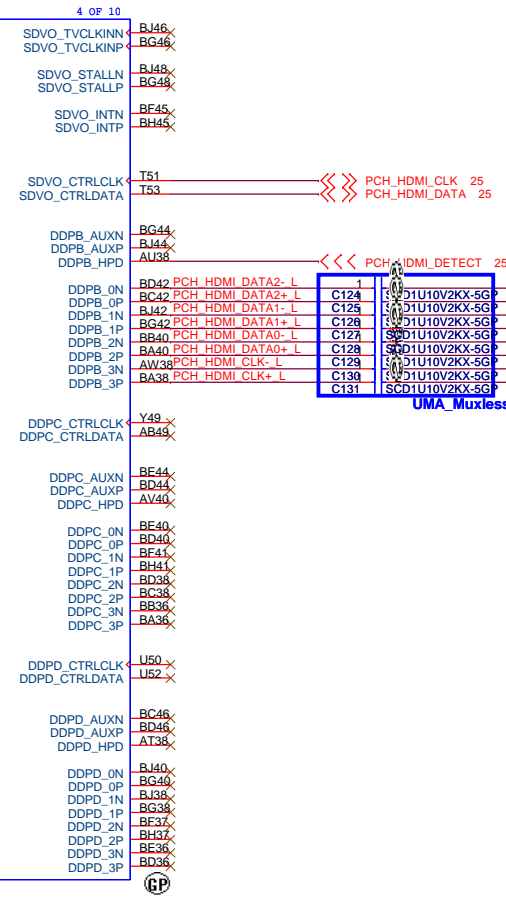 4 OF 10
SDVO_TVCLKINN BJ46
SDVO_TVCLKINP BG46
SDVO_STALLN BJ48
SDVO_STALLP BG48
SDVO_INTN BF45
SDVO_INTP BH45
SDVO_CTRLCLK T51 PCH_HDMI_CLK 25
SDVO_CTRLDATA T53 PCH_HDMI_DATA 25
DDPB_AUXN BG44
DDPB_AUXP BJ44
DDPB_HPD AU38 PCH_HDMI_DETECT 25
DDPB_0N BD42 PCH_HDMI_DATA2-_L 1
DDPB_0P BC42 PCH_HDMI_DATA2+_L C124 SCD1U10V2KX-5GP
DDPB_1N BJ42 PCH_HDMI_DATA1-_L C125 SCD1U10V2KX-5GP
DDPB_1P BG42 PCH_HDMI_DATA1+_L C126 SCD1U10V2KX-5GP
DDPB_2N BB40 PCH_HDMI_DATA0-_L C127 SCD1U10V2KX-5GP
DDPB_2P BA40 PCH_HDMI_DATA0+_L C128 SCD1U10V2KX-5GP
DDPB_3N AW38 PCH_HDMI_CLK-_L C129 SCD1U10V2KX-5GP
DDPB_3P BA38 PCH_HDMI_CLK+_L C130 SCD1U10V2KX-5GP
C131 SCD1U10V2KX-5GP
UMA_Muxless
DDPC_CTRLCLK Y49
DDPC_CTRLDATA AB49
DDPC_AUXN BE44
DDPC_AUXP BD44
DDPC_HPD AV40
DDPC_0N BE40
DDPC_0P BD40
DDPC_1N BF41
DDPC_1P BH41
DDPC_2N BD38
DDPC_2P BC38
DDPC_3N BB36
DDPC_3P BA36
DDPD_CTRLCLK U50
DDPD_CTRLDATA U52
DDPD_AUXN BC46
DDPD_AUXP BD46
DDPD_HPD AT38
DDPD_0N BJ40
DDPD_0P BG40
DDPD_1N BJ38
DDPD_1P BG38
DDPD_2N BF37
DDPD_2P BH37
DDPD_3N BE36
DDPD_3P BD36
GP